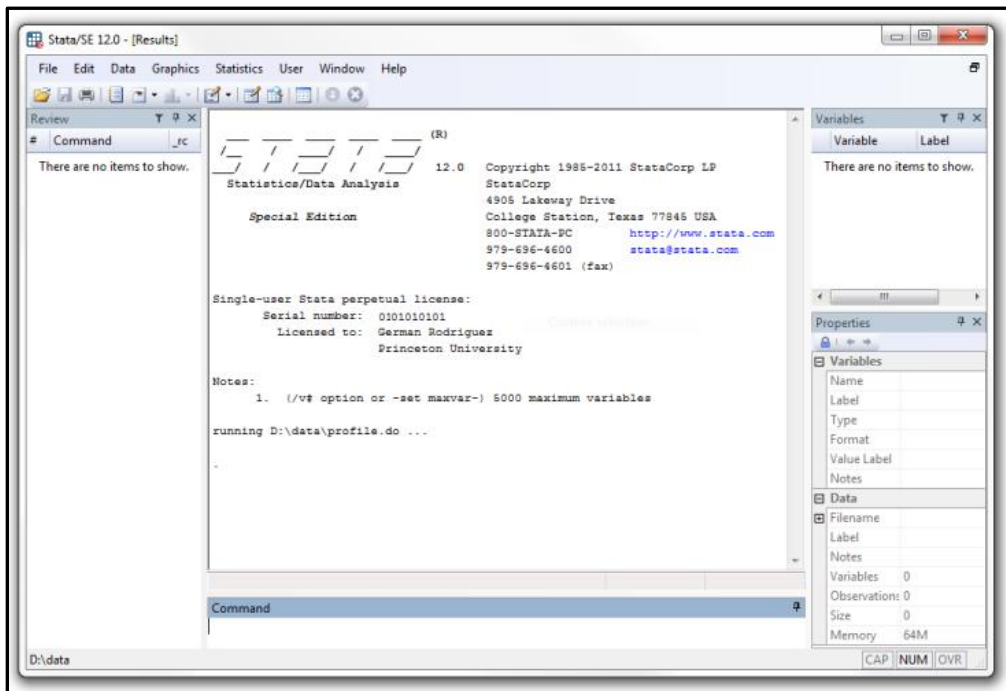 Stata/SE 12.0 - [Results]
File Edit Data Graphics Statistics User Window Help
Review
# Command _rc
There are no items to show.
(R)
STATA
12.0 Copyright 1985-2011 StataCorp LP
Statistics/Data Analysis StataCorp
4905 Lakeway Drive
Special Edition College Station, Texas 77845 USA
800-STATA-PC http://www.stata.com
979-696-4600 stata@stata.com
979-696-4601 (fax)
Single-user Stata perpetual license:
Serial number: 0101010101
Licensed to: German Rodriguez
Princeton University
Notes:
1. (/v# option or -set maxvar-) 5000 maximum variables
running D:\data\profile.do ...
.
Command
Variables
Variable Label
There are no items to show.
Properties
Variables
Name
Label
Type
Format
Value Label
Notes
Data
Filename
Label
Notes
Variables 0
Observations 0
Size 0
Memory 64M
D:\data
CAP NUM OVR